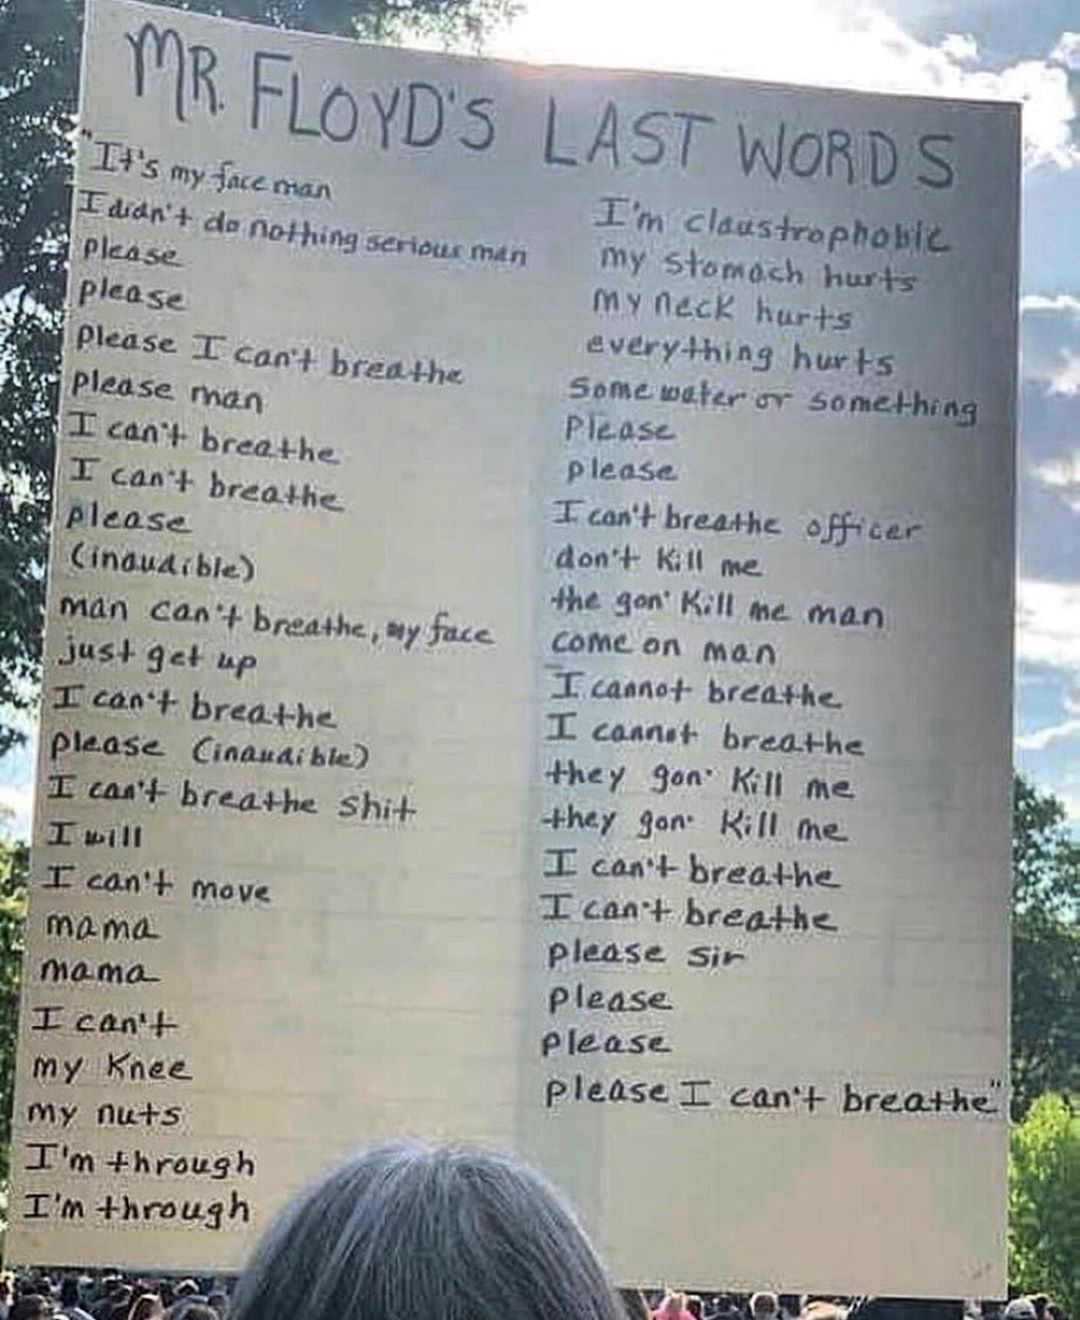 MR. FLOYD'S LAST WORDS
"It's my face man
I didn't do nothing serious man
please
please
please I can't breathe
please man
I can't breathe
I can't breathe
please
(inaudible)
man can't breathe, my face
just get up
I can't breathe
please (inaudible)
I can't breathe shit
I will
I can't move
mama
mama
I can't
my knee
my nuts
I'm through
I'm through
I'm claustrophobic
my stomach hurts
my neck hurts
everything hurts
some water or something
Please
please
I can't breathe officer
don't kill me
the gon' kill me man
come on man
I cannot breathe
I cannot breathe
they gon' kill me
they gon' kill me
I can't breathe
I can't breathe
please sir
please
please
please I can't breathe"